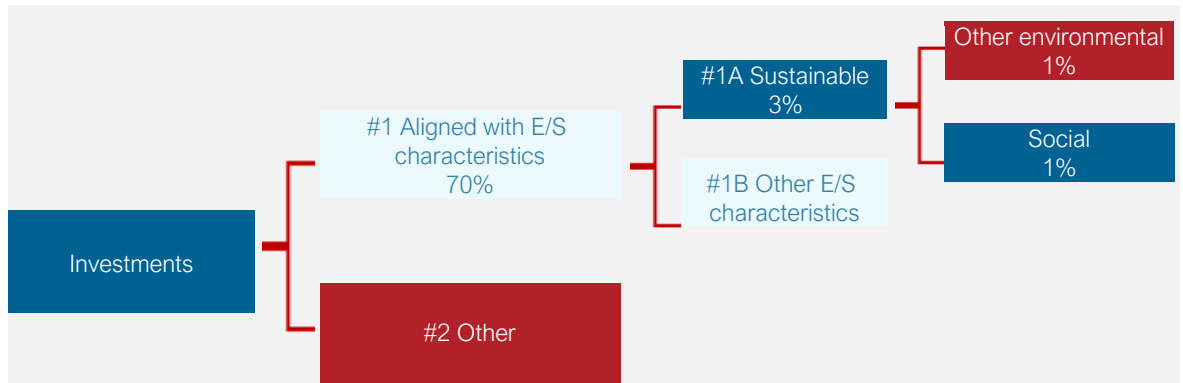 Investments
#1 Aligned with E/S
characteristics
70%
#2 Other
#1A Sustainable
3%
#1B Other E/S
characteristics
Other environmental
1%
Social
1%